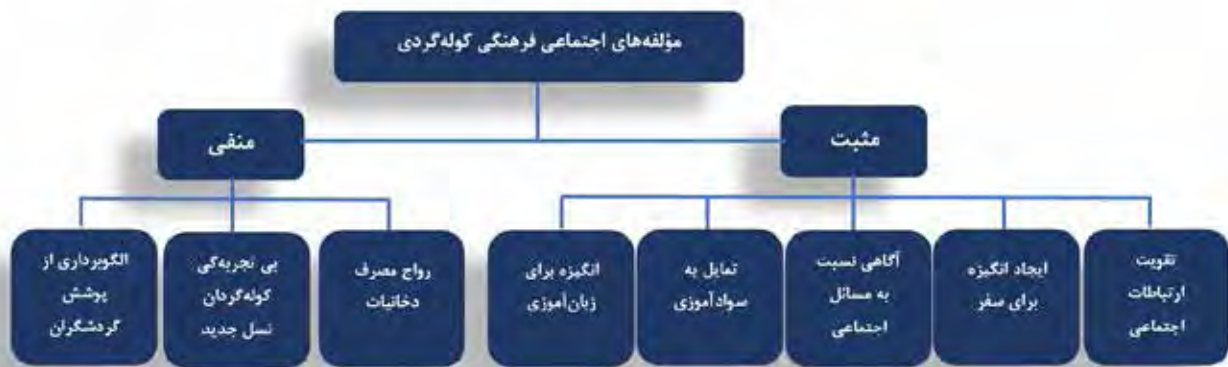 مؤلفه‌های اجتماعی فرهنگی کوله‌گردی
مثبت
منفی
تقویت
ارتباطات
اجتماعی
ایجاد انگیزه
برای سفر
آگاهی نسبت
به مسائل
اجتماعی
تمایل به
سوادآموزی
انگیزه برای
زبان‌آموزی
رواج مصرف
دخانیات
بی تجربه‌گی
کوله‌گردان
نسل جدید
الگوبرداری از
پوشش
گردشگران